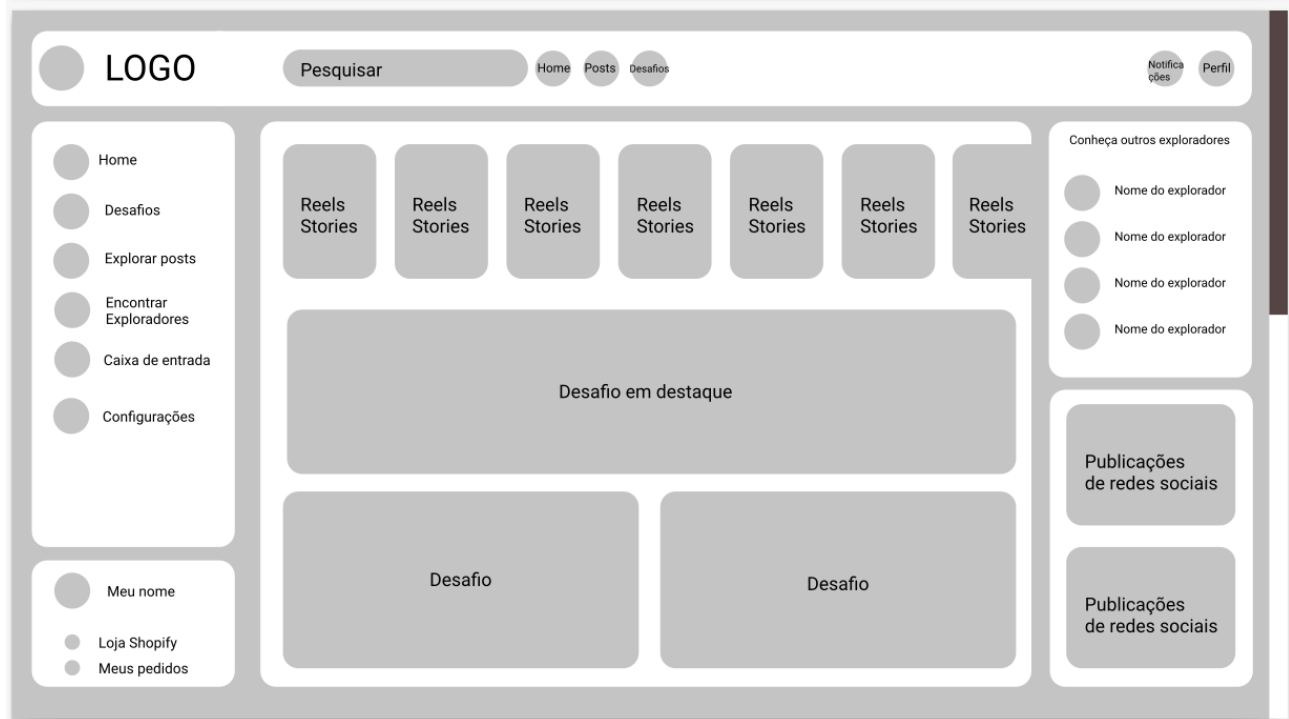 LOGO
Pesquisar
Home
Posts
Desafios
Notifica
ções
Perfil
Home
Desafios
Explorar posts
Encontrar
Exploradores
Caixa de entrada
Configurações
Meu nome
Loja Shopify
Meus pedidos
Reels
Stories
Reels
Stories
Reels
Stories
Reels
Stories
Reels
Stories
Reels
Stories
Reels
Stories
Desafio em destaque
Desafio
Desafio
Conheça outros exploradores
Nome do explorador
Nome do explorador
Nome do explorador
Nome do explorador
Publicações
de redes sociais
Publicações
de redes sociais